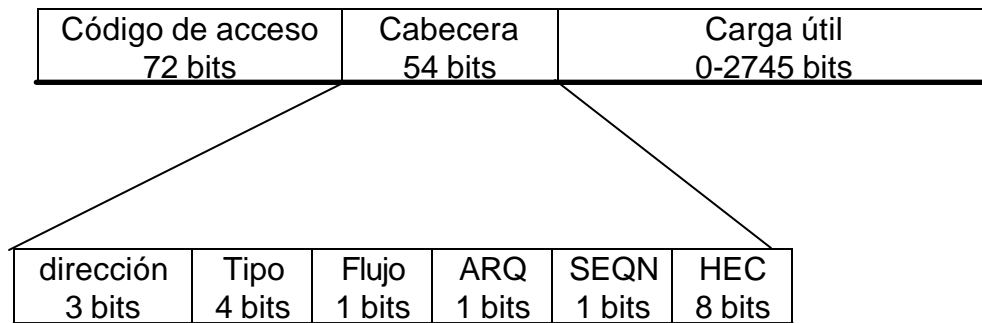 Código de acceso Cabecera Carga útil
72 bits 54 bits 0-2745 bits
dirección Tipo Flujo ARQ SEQN HEC
3 bits 4 bits 1 bits 1 bits 1 bits 8 bits